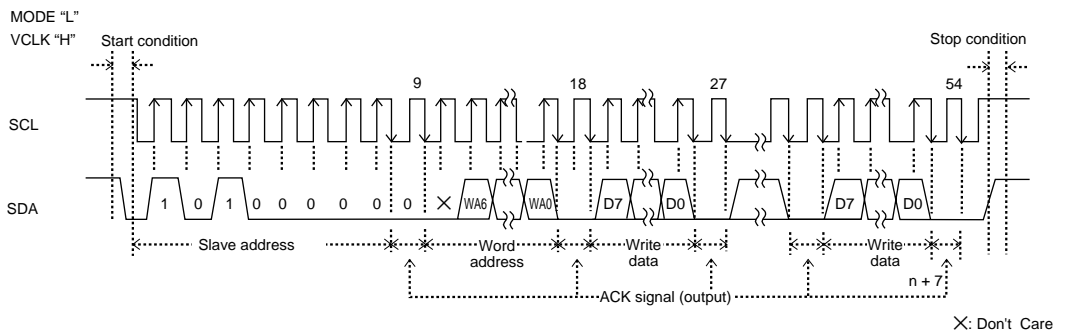 MODE “L”
VCLK “H”
Start condition
Stop condition
9
18
27
54
SCL
SDA
1 0 1 0 0 0 0 0 × WA6 WA0 D7 D0 D7 D0
Slave address
Word address
Write data
Write data
n + 7
ACK signal (output)
×: Don't Care